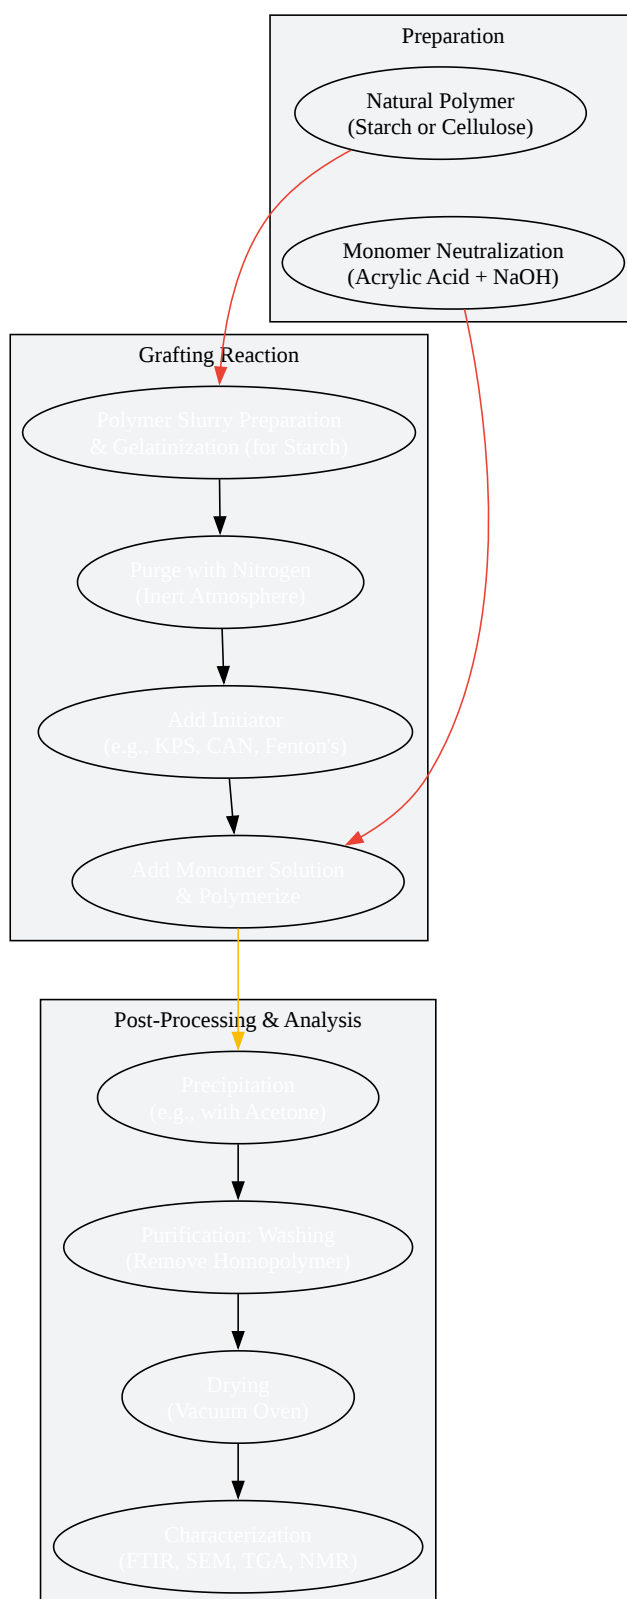 Preparation
Natural Polymer
(Starch or Cellulose)
Monomer Neutralization
(Acrylic Acid + NaOH)
Grafting Reaction
Polymer Slurry Preparation
& Gelatinization (for Starch)
Purge with Nitrogen
(Inert Atmosphere)
Add Initiator
(e.g., KPS, CAN, Fenton's)
Add Monomer Solution
& Polymerize
Post-Processing & Analysis
Precipitation
(e.g., with Acetone)
Purification: Washing
(Remove Homopolymer)
Drying
(Vacuum Oven)
Characterization
(FTIR, SEM, TGA, NMR)